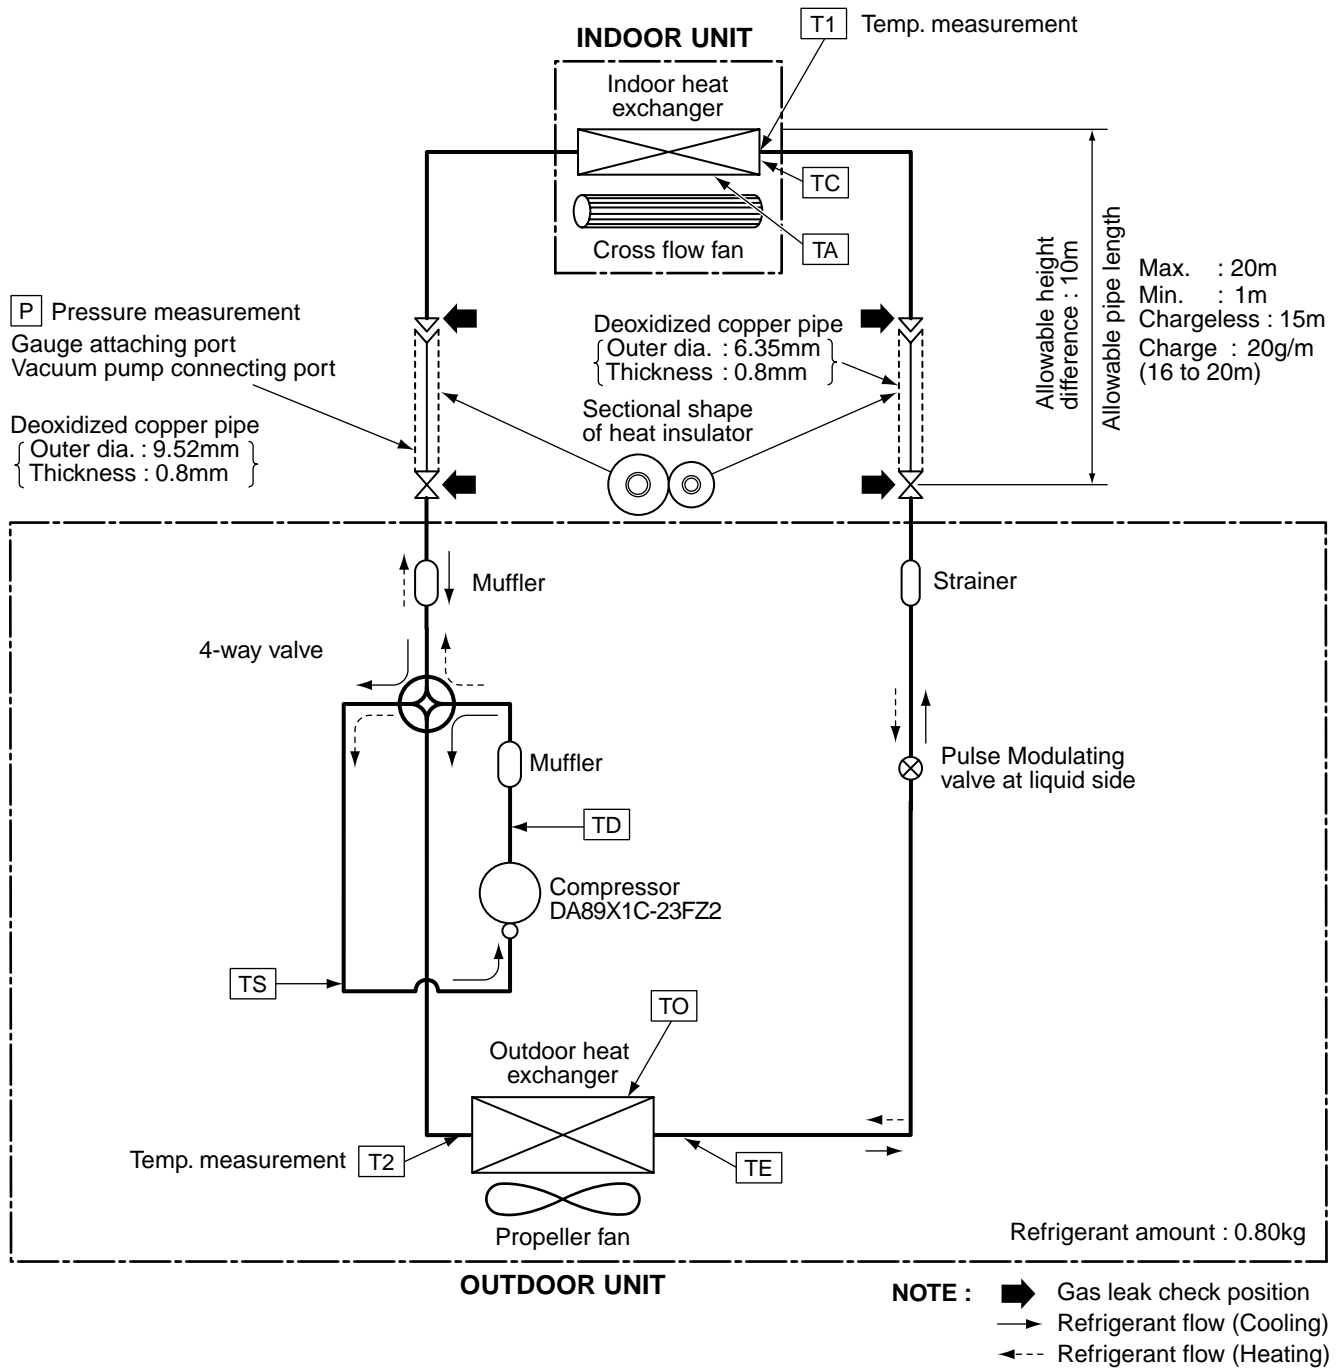 T1 Temp. measurement
INDOOR UNIT
Indoor heat
exchanger
TC
Cross flow fan
TA
Allowable height
difference : 10m
Allowable pipe length
Max. : 20m
Min. : 1m
Chargeless : 15m
Charge : 20g/m
(16 to 20m)
P Pressure measurement
Gauge attaching port
Vacuum pump connecting port
Deoxidized copper pipe
Outer dia. : 9.52mm
Thickness : 0.8mm
Deoxidized copper pipe
Outer dia. : 6.35mm
Thickness : 0.8mm
Sectional shape
of heat insulator
Muffler
Strainer
4-way valve
Muffler
Pulse Modulating
valve at liquid side
TD
Compressor
DA89X1C-23FZ2
TS
TO
Outdoor heat
exchanger
Temp. measurement T2
TE
Propeller fan
Refrigerant amount : 0.80kg
OUTDOOR UNIT
NOTE : Gas leak check position
Refrigerant flow (Cooling)
Refrigerant flow (Heating)